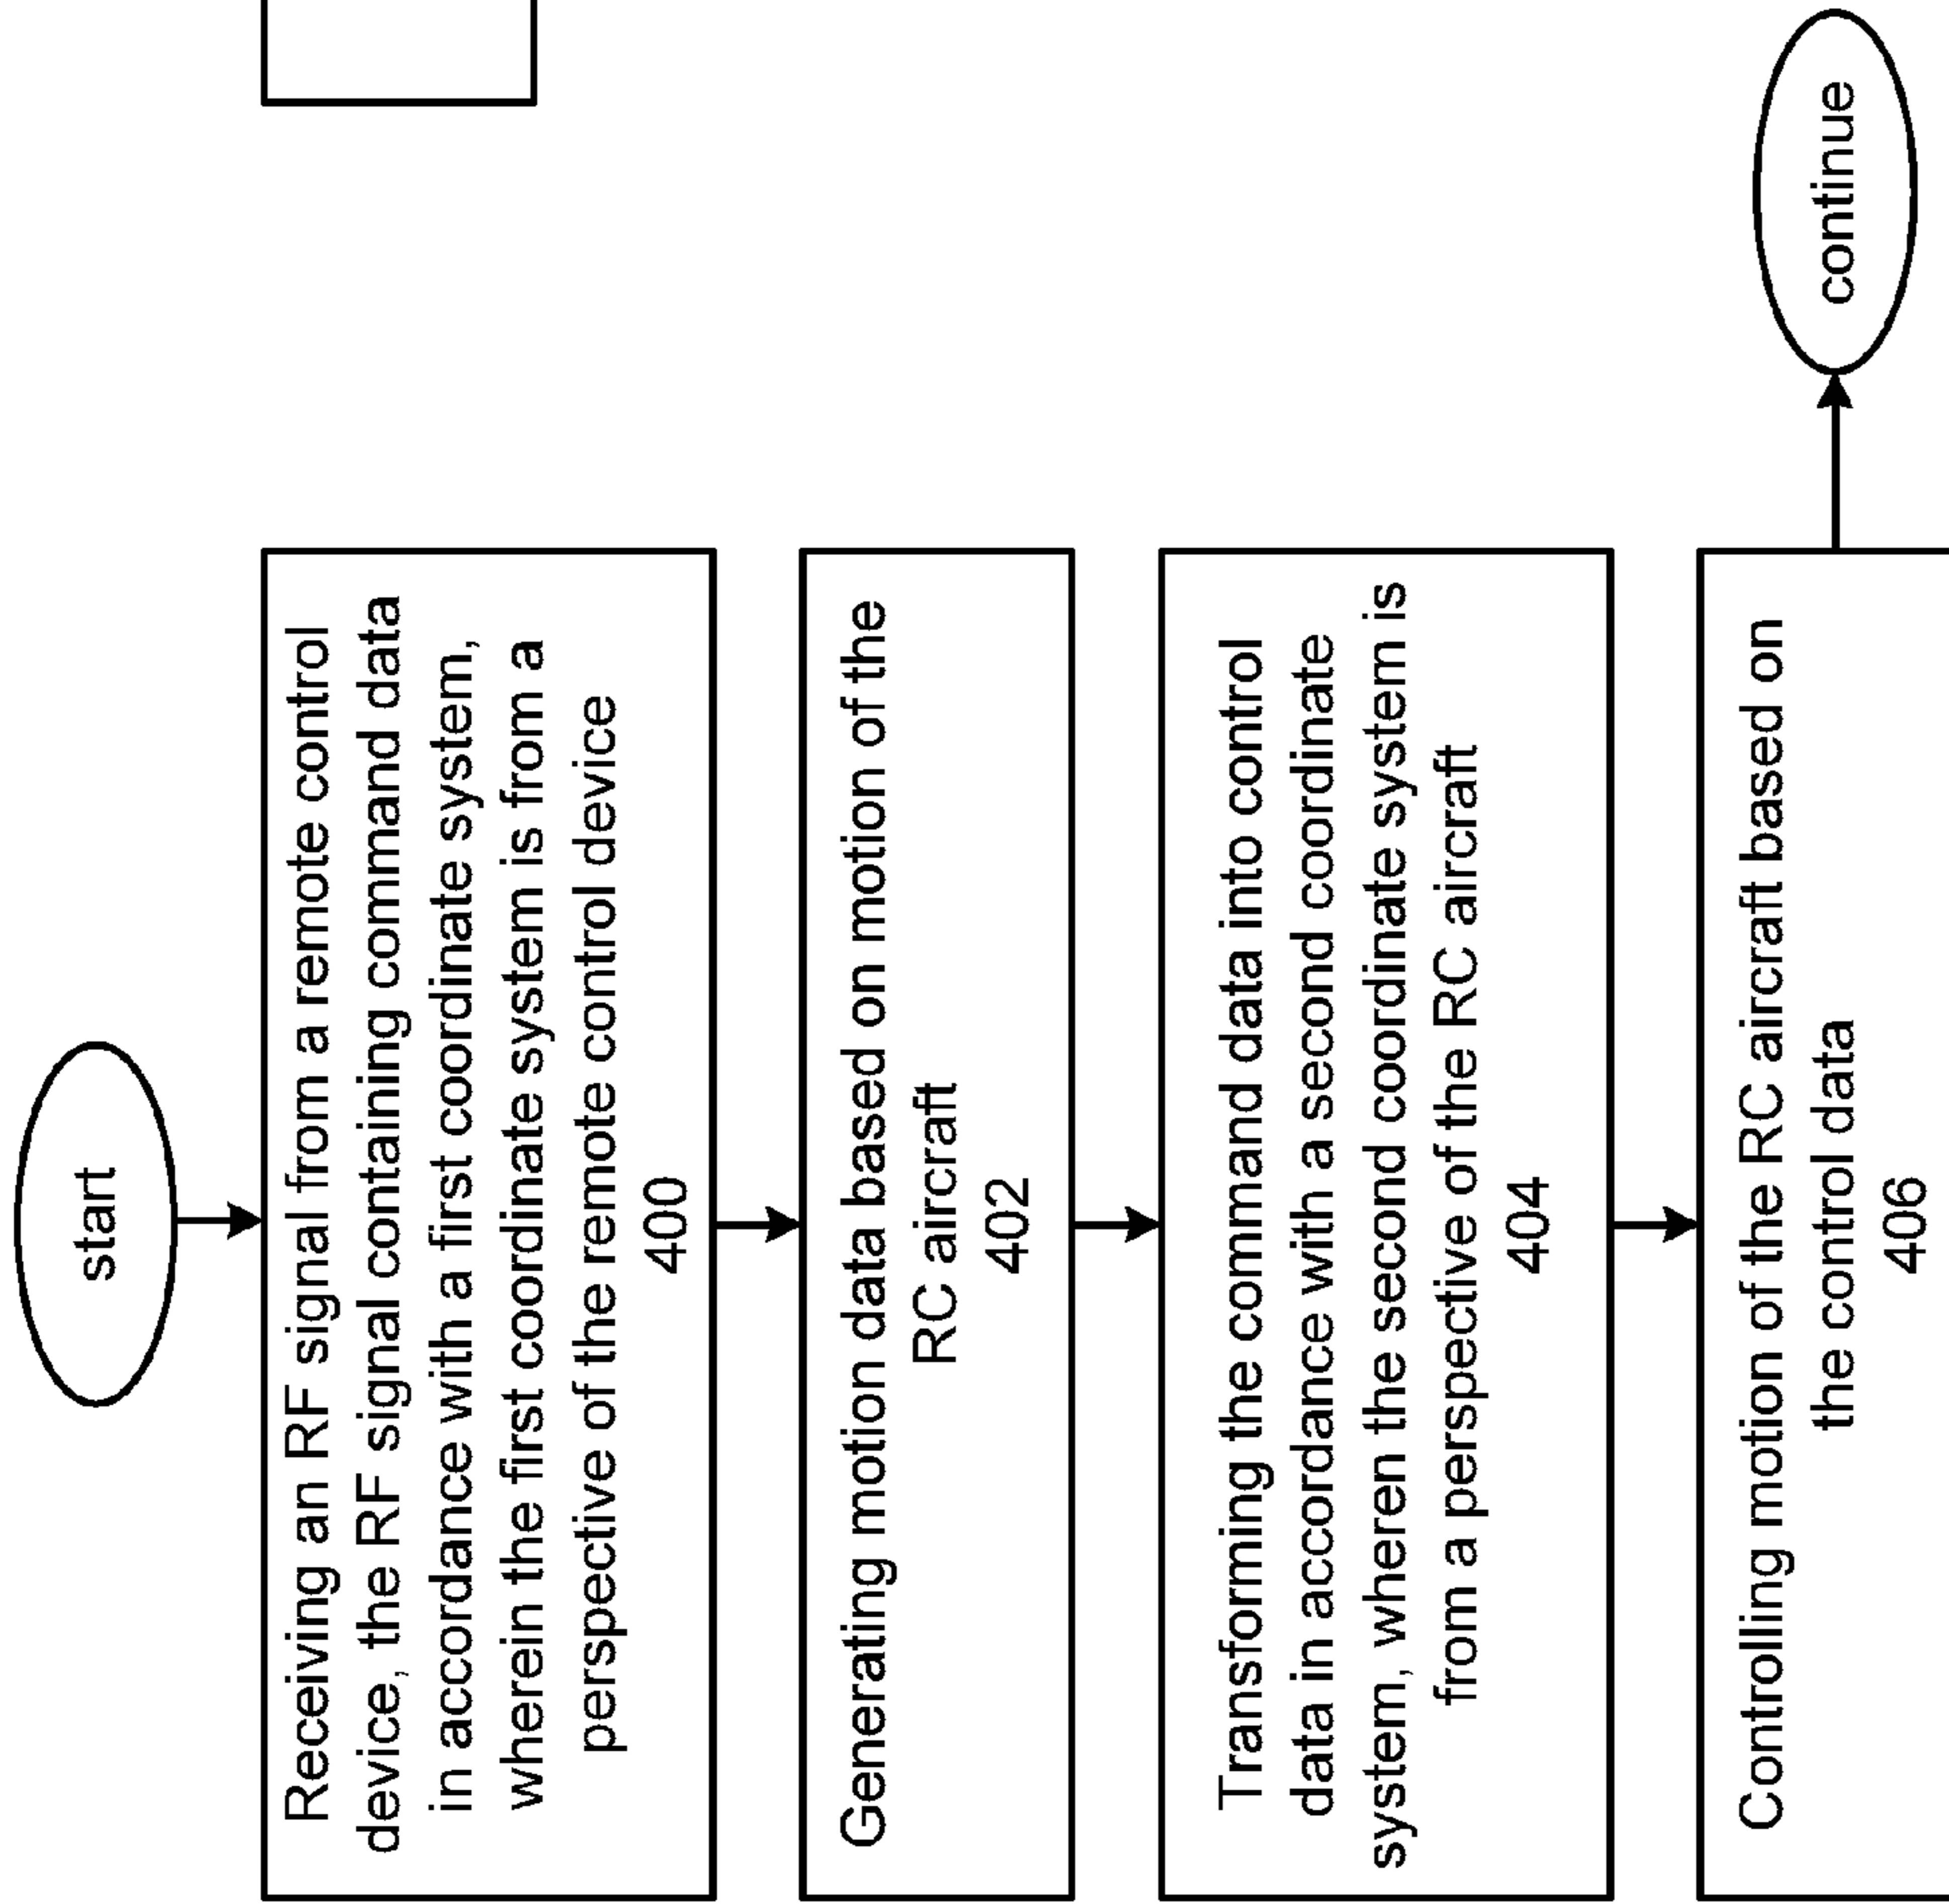 start
Receiving an RF signal from a remote control
device, the RF signal containing command data
in accordance with a first coordinate system,
wherein the first coordinate system is from a
perspective of the remote control device
400
Generating motion data based on motion of the
RC aircraft
402
Transforming the command data into control
data in accordance with a second coordinate
system, wheren the second coordinate system is
from a perspective of the RC aircraft
404
Controlling motion of the RC aircraft based on
the control data
406
continue